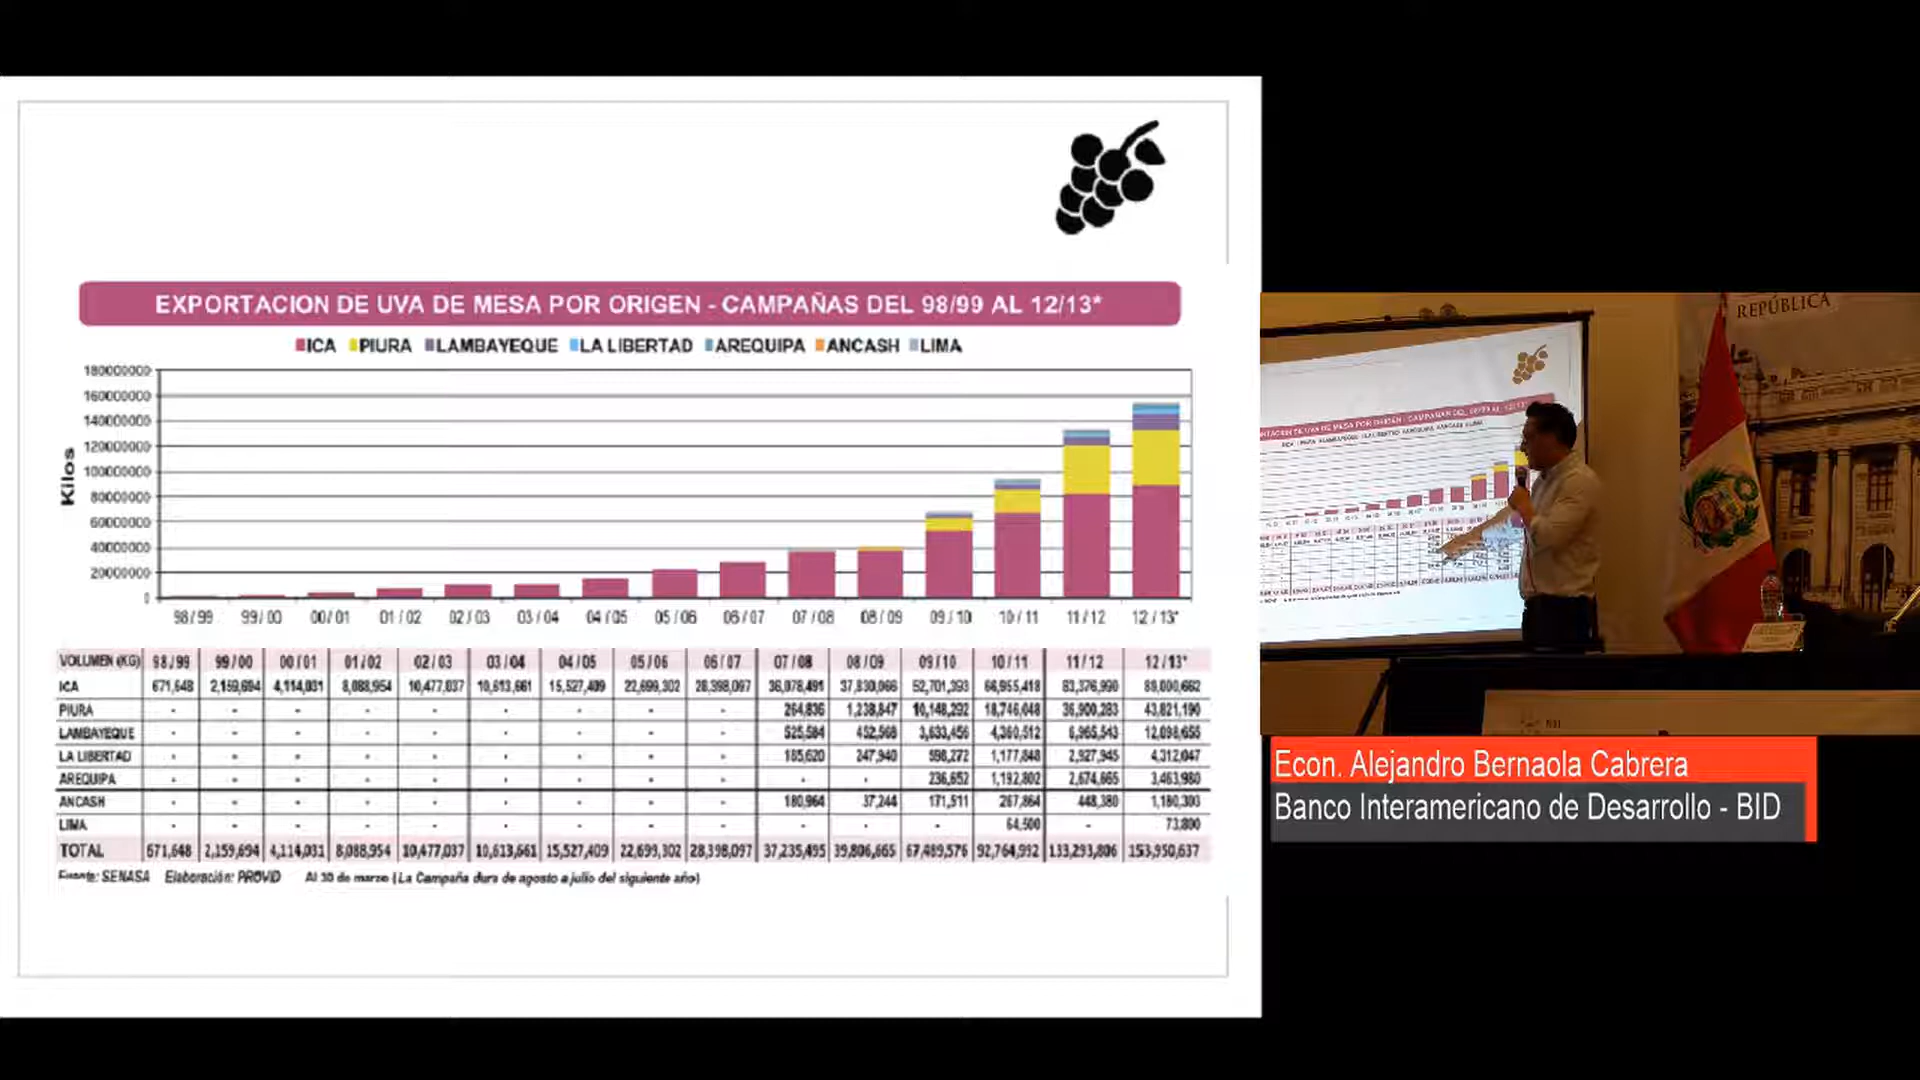 EXPORTACION DE UVA DE MESA POR ORIGEN - CAMPAÑAS DEL 98/99 AL 12/13*
ICA PIURA LAMBAYEQUE LA LIBERTAD AREQUIPA ANCASH LIMA
Kilos
180000000
160000000
140000000
120000000
100000000
80000000
60000000
40000000
20000000
98/99 99/00 00/01 01/02 02/03 03/04 04/05 05/06 06/07 07/08 08/09 09/10 10/11 11/12 12/13*
VOLUMEN (KG) 98/99 99/00 00/01 01/02 02/03 03/04 04/05 05/06 06/07 07/08 08/09 09/10 10/11 11/12 12/13*
ICA 671,648 2,159,694 4,114,031 8,088,954 10,477,037 10,613,661 15,527,409 22,699,302 28,398,097 36,078,491 37,830,066 52,701,393 66,955,418 83,376,990 89,000,662
PIURA - - - - - - - - - 264,836 1,238,847 10,148,292 18,746,048 36,900,283 43,821,190
LAMBAYEQUE - - - - - - - - - 525,584 452,568 3,633,456 4,360,512 6,965,543 12,098,655
LA LIBERTAD - - - - - - - - - 185,620 247,940 598,272 1,177,848 2,927,945 4,312,047
AREQUIPA - - - - - - - - - - - 236,652 1,192,802 2,674,665 3,463,980
ANCASH - - - - - - - - - 180,964 37,244 171,511 267,864 448,380 1,180,303
LIMA - - - - - - - - - - - - 64,500 - 73,800
TOTAL 671,648 2,159,694 4,114,031 8,088,954 10,477,037 10,613,661 15,527,409 22,699,302 28,398,097 37,235,495 39,806,665 67,489,576 92,764,992 133,293,806 153,950,637
Fuente: SENASA Elaboración: PROVID Al 30 de marzo (La Campaña dura de agosto a julio del siguiente año)
REPÚBLICA
Econ. Alejandro Bernaola Cabrera
Banco Interamericano de Desarrollo - BID